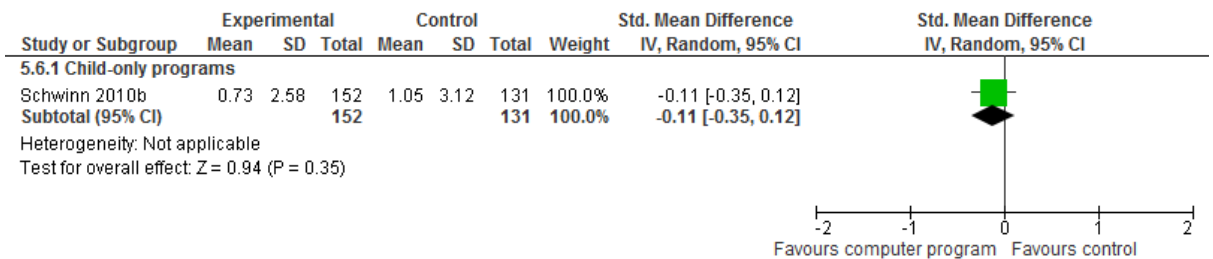 Experimental Control Std. Mean Difference Std. Mean Difference
Study or Subgroup Mean SD Total Mean SD Total Weight IV, Random, 95% CI IV, Random, 95% CI
5.6.1 Child-only programs
Schwinn 2010b 0.73 2.58 152 1.05 3.12 131 100.0% -0.11 [-0.35, 0.12]
Subtotal (95% CI) 152 131 100.0% -0.11 [-0.35, 0.12]
Heterogeneity: Not applicable
Test for overall effect: Z = 0.94 (P = 0.35)
-2 -1 0 1 2
Favours computer program Favours control